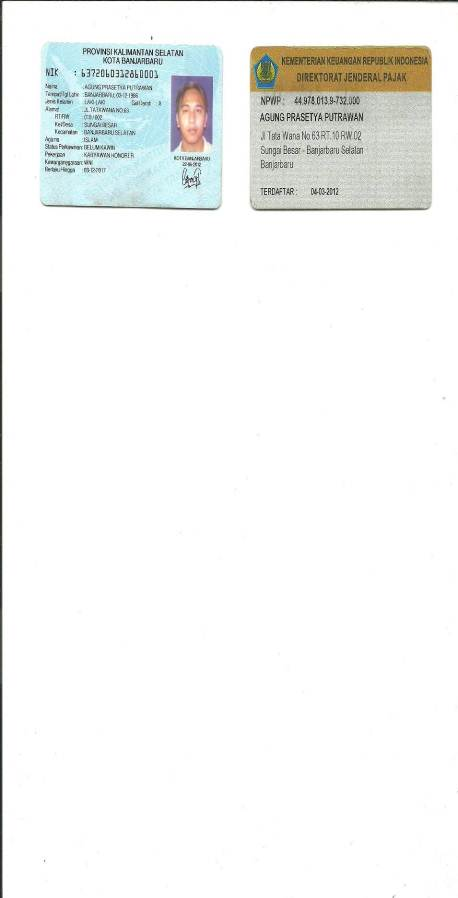 PROVINSI KALIMANTAN SELATAN
KOTA BANJARBARU
NIK : 6372060312860001
Nama : AGUNG PRASETYA PUTRAWAN
Tempat/Tgl Lahir : BANJARBARU, 03-12-1986
Jenis Kelamin : LAKI-LAKI Gol Darah : A
Alamat : JL.TATA WANA NO.63
RT/RW : 010 / 002
Kel/Desa : SUNGAI BESAR
Kecamatan : BANJARBARU SELATAN
Agama : ISLAM
Status Perkawinan : BELUM KAWIN
Pekerjaan : KARYAWAN HONORER
Kewarganegaraan : WNI
Berlaku Hingga : 03-12-2017
KOTA BANJARBARU
22-06-2012
KEMENTERIAN KEUANGAN REPUBLIK INDONESIA
DIREKTORAT JENDERAL PAJAK
NPWP : 44.978.013.9-732.000
AGUNG PRASETYA PUTRAWAN
Jl Tata Wana No.63 RT.10 RW.02
Sungai Besar - Banjarbaru Selatan
Banjarbaru
TERDAFTAR : 04-03-2012